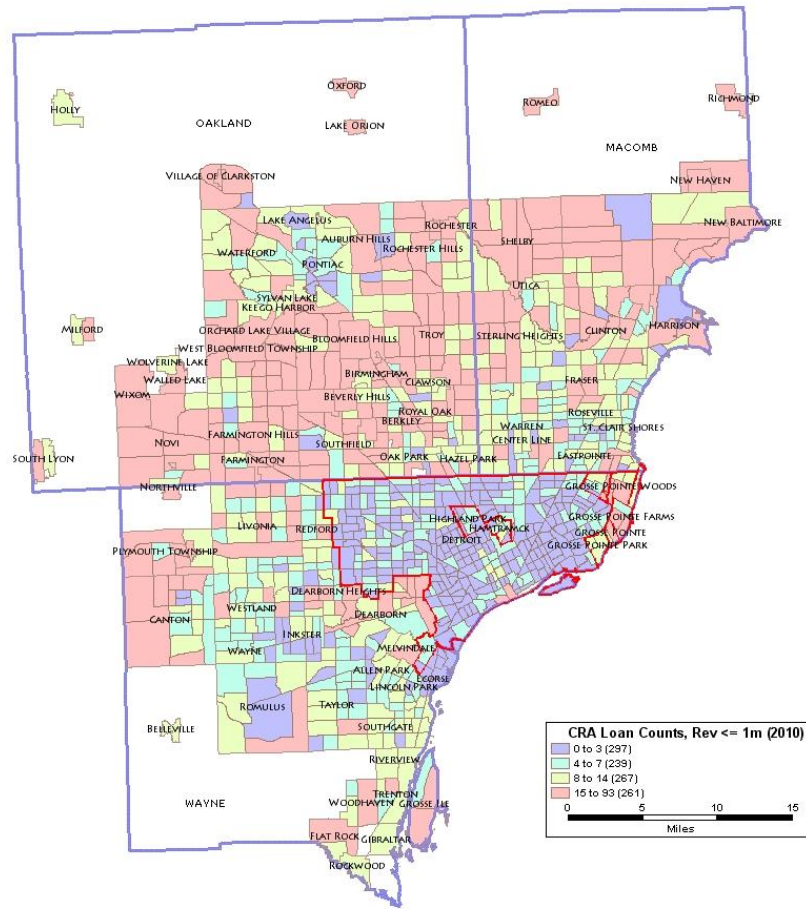 OXFORD
HOLLY
ROMEO
RICHMOND
OAKLAND
LAKE ORION
MACOMB
VILLAGE OF CLARKSTON
NEW HAVEN
LAKE ANGELUS
ROCHESTER
NEW BALTIMORE
AUBURN HILLS
SHELBY
WATERFORD
ROCHESTER HILLS
PONTIAC
UTICA
SYLVAN LAKE
KEEGO HARBOR
HARRISON
MILFORD
ORCHARD LAKE VILLAGE
BLOOMFIELD HILLS
TROY
STERLING HEIGHTS
CLINTON
WEST BLOOMFIELD TOWNSHIP
WOLVERINE LAKE
WALLED LAKE
BIRMINGHAM
CLAWSON
FRASER
WIXOM
BEVERLY HILLS
ROYAL OAK
BERKLEY
ROSEVILLE
WARREN
ST. CLAIR SHORES
NOVI
FARMINGTON HILLS
SOUTHFIELD
CENTER LINE
SOUTH LYON
FARMINGTON
OAK PARK
HAZEL PARK
EASTPOINTE
NORTHVILLE
GROSSE POINTE WOODS
LIVONIA
REDFORD
HIGHLAND PARK
HAMTRAMCK
GROSSE POINTE FARMS
DETROIT
GROSSE POINTE
PLYMOUTH TOWNSHIP
GROSSE POINTE PARK
DEARBORN HEIGHTS
WESTLAND
DEARBORN
CANTON
INKSTER
WAYNE
MELVINDALE
ALLEN PARK
ECORSE
LINCOLN PARK
ROMULUS
TAYLOR
BELLEVILLE
SOUTHGATE
RIVERVIEW
WAYNE
TRENTON
WOODHAVEN
GROSSE ILE
FLAT ROCK
GIBRALTAR
ROCKWOOD
CRA Loan Counts, Rev <= 1m (2010)
0 to 3 (297)
4 to 7 (239)
8 to 14 (267)
15 to 93 (261)
0 5 10 15
Miles